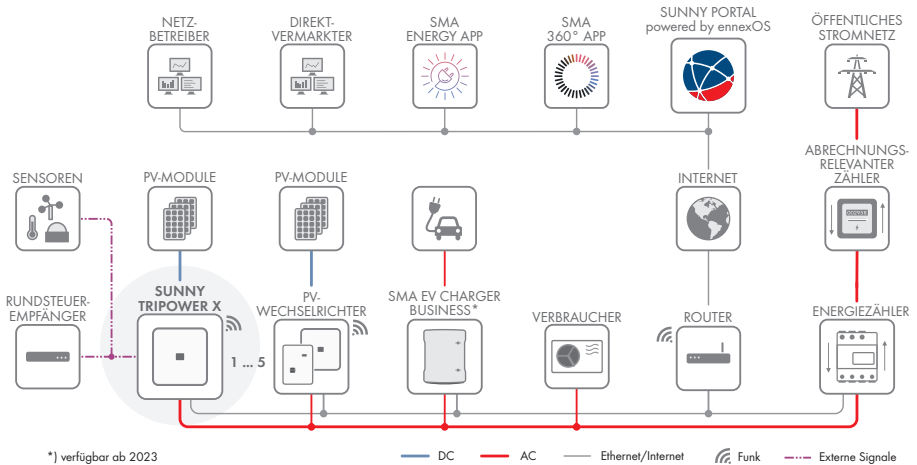 NETZ-
BETREIBER
DIREKT-
VERMARKTER
SMA
ENERGY APP
SMA
360° APP
SUNNY PORTAL
powered by ennexOS
ÖFFENTLICHES
STROMNETZ
ABRECHNUNGS-
RELEVANTER
ZÄHLER
SENSOREN
PV-MODULE
PV-MODULE
INTERNET
RUNDSTEUER-
EMPFÄNGER
SUNNY
TRIPOWER X
1 ... 5
PV-
WECHSELRICHTER
SMA EV CHARGER
BUSINESS*
VERBRAUCHER
ROUTER
ENERGIEZÄHLER
*) verfügbar ab 2023
DC
AC
Ethernet/Internet
Funk
Externe Signale